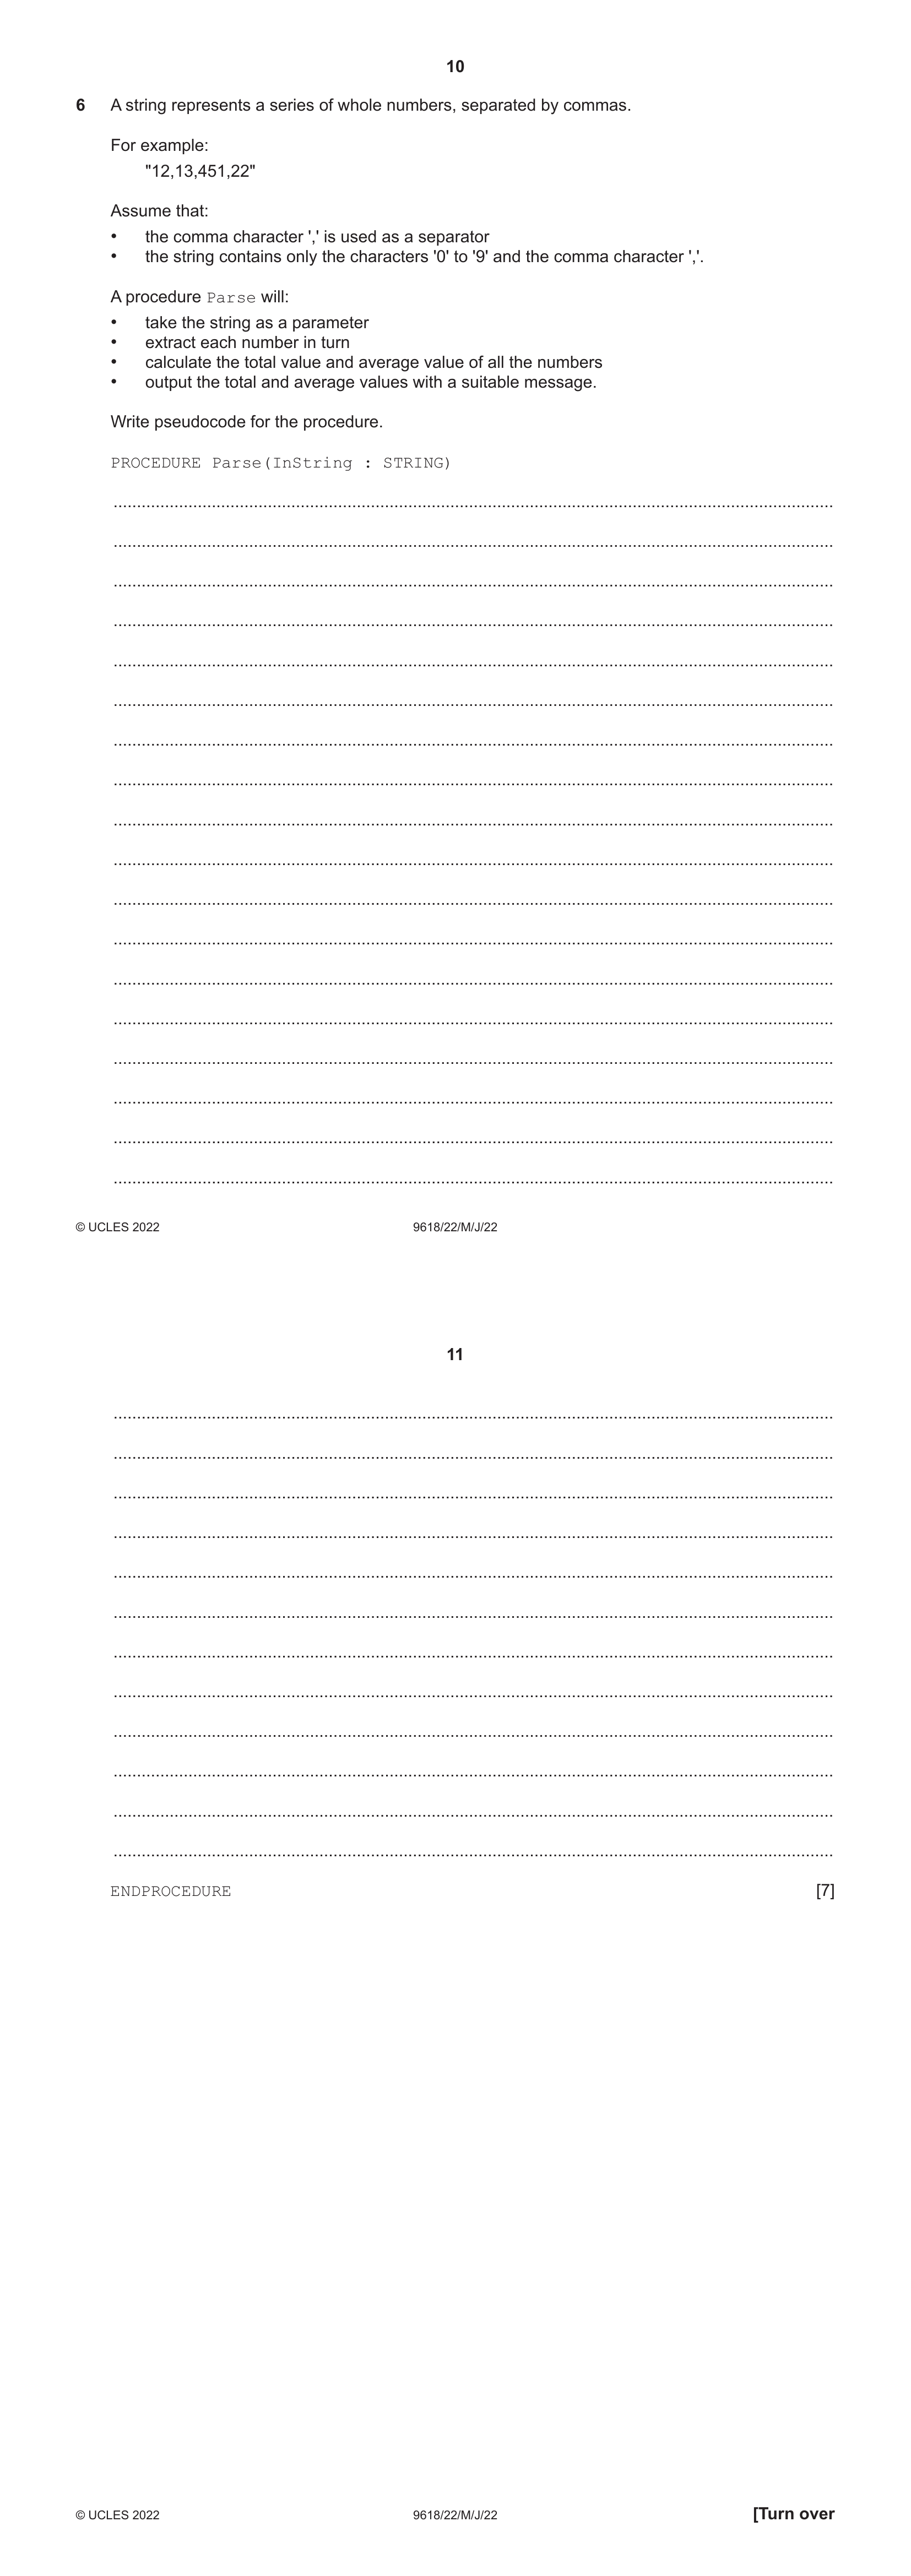 10
6 A string represents a series of whole numbers, separated by commas.
For example:
"12,13,451,22"
Assume that:
• the comma character ',' is used as a separator
• the string contains only the characters '0' to '9' and the comma character ','.
A procedure Parse will:
• take the string as a parameter
• extract each number in turn
• calculate the total value and average value of all the numbers
• output the total and average values with a suitable message.
Write pseudocode for the procedure.
PROCEDURE Parse(InString : STRING)
© UCLES 2022 9618/22/M/J/22
11
ENDPROCEDURE [7]
© UCLES 2022 9618/22/M/J/22 [Turn over